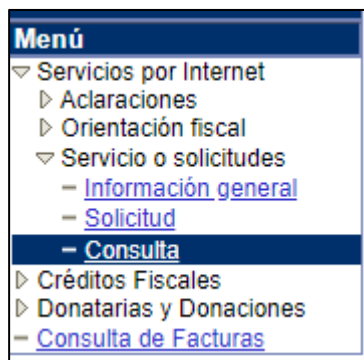 Menú
Servicios por Internet
Aclaraciones
Orientación fiscal
Servicio o solicitudes
– Información general
– Solicitud
– Consulta
Créditos Fiscales
Donatarias y Donaciones
– Consulta de Facturas